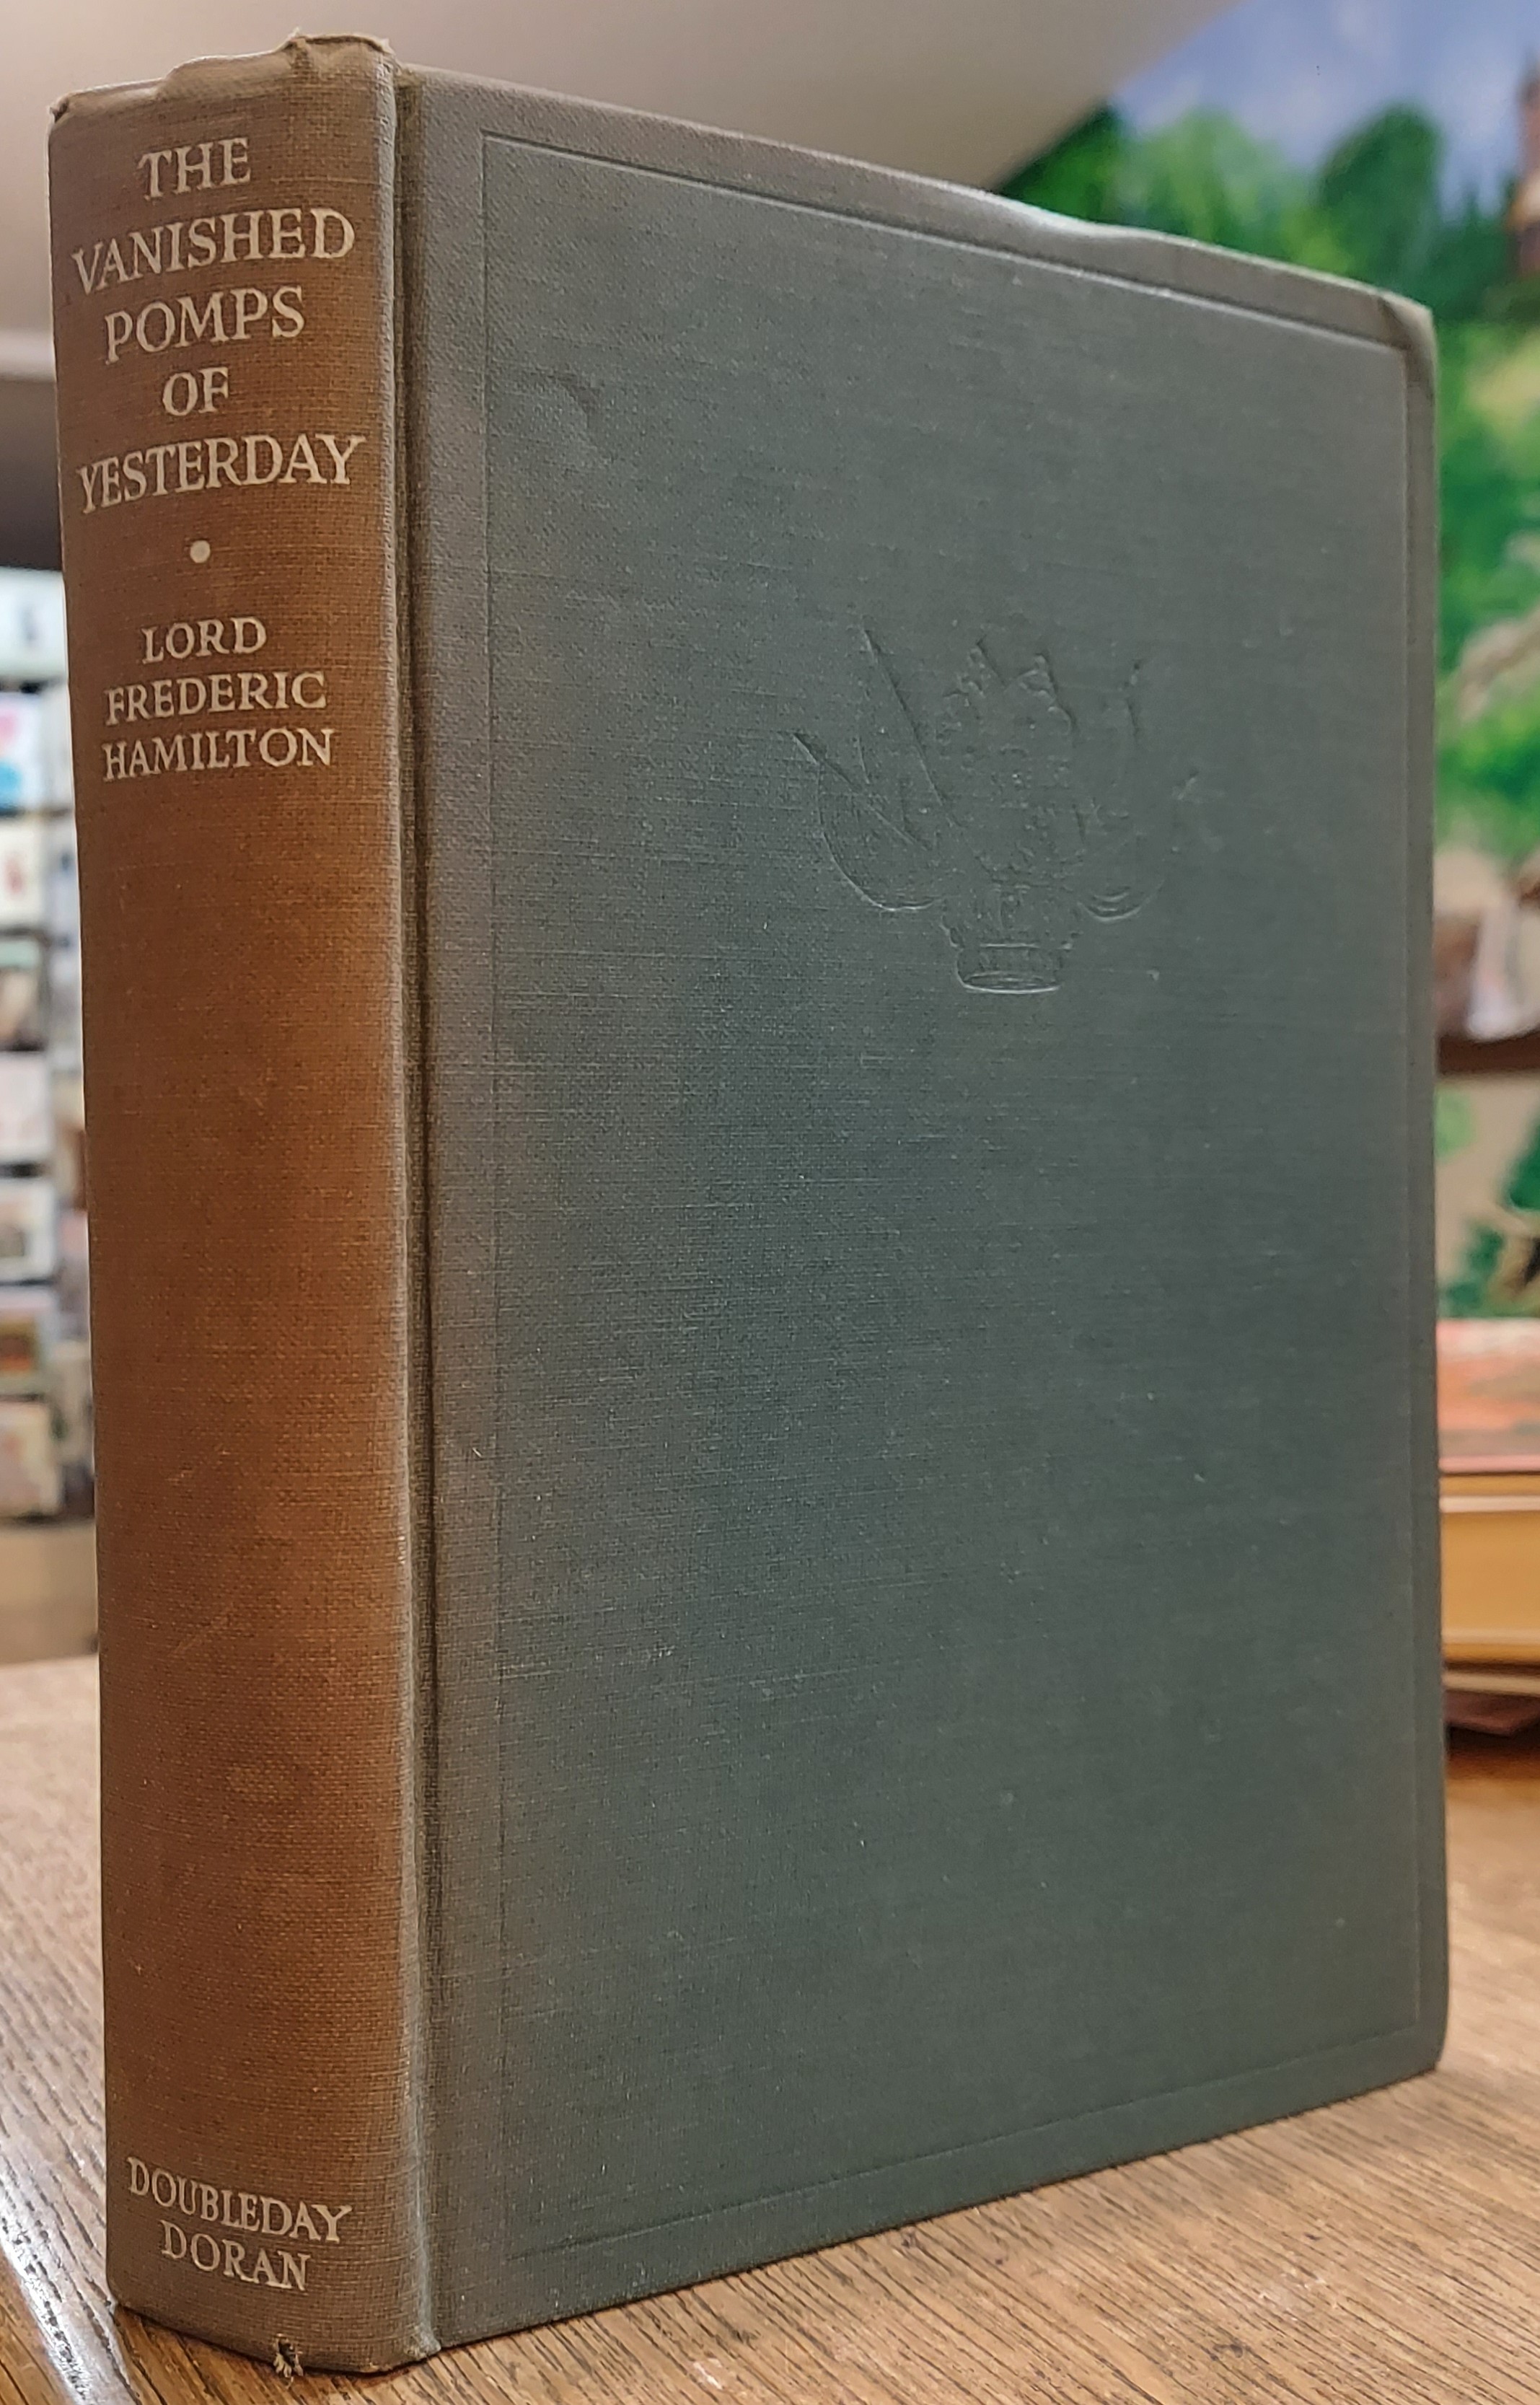 THE
VANISHED
POMPS
OF
YESTERDAY
•
LORD
FREDERIC
HAMILTON
DOUBLEDAY
DORAN